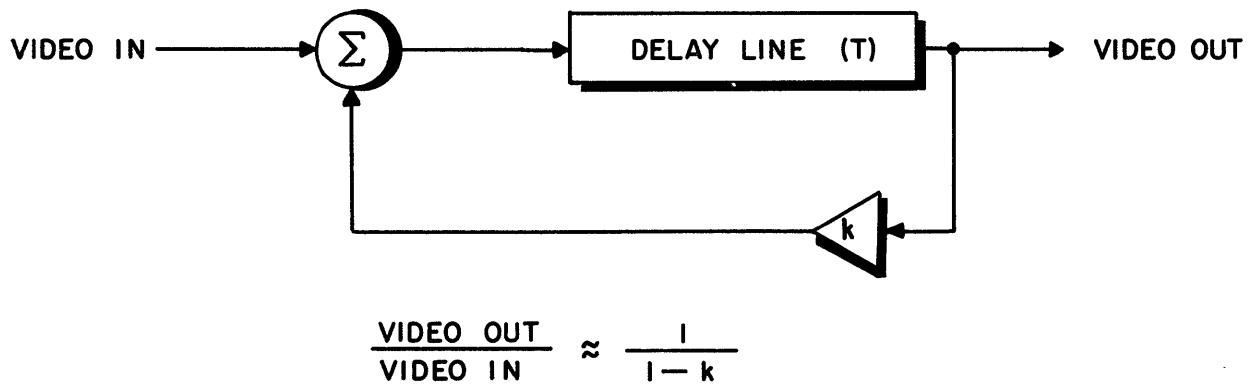 VIDEO IN
Σ
DELAY LINE (T)
VIDEO OUT
k
VIDEO OUT
VIDEO IN
≈
1
1 — k